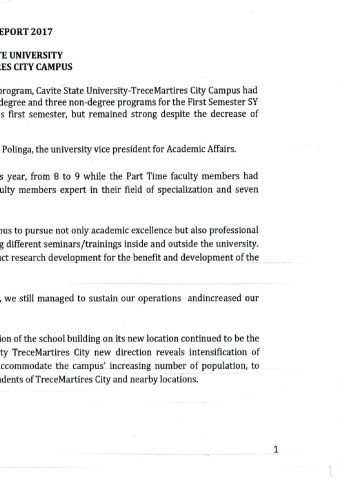 EPORT 2017
TE UNIVERSITY
RES CITY CAMPUS
program, Cavite State University-TreceMartires City Campus had
degree and three non-degree programs for the First Semester SY
s first semester, but remained strong despite the decrease of
Polinga, the university vice president for Academic Affairs.
s year, from 8 to 9 while the Part Time faculty members had
ulty members expert in their field of specialization and seven
ous to pursue not only academic excellence but also professional
g different seminars/trainings inside and outside the university.
uct research development for the benefit and development of the
, we still managed to sustain our operations andincreased our
ion of the school building on its new location continued to be the
ty TreceMartires City new direction reveals intensification of
accommodate the campus' increasing number of population, to
udents of TreceMartires City and nearby locations.
1